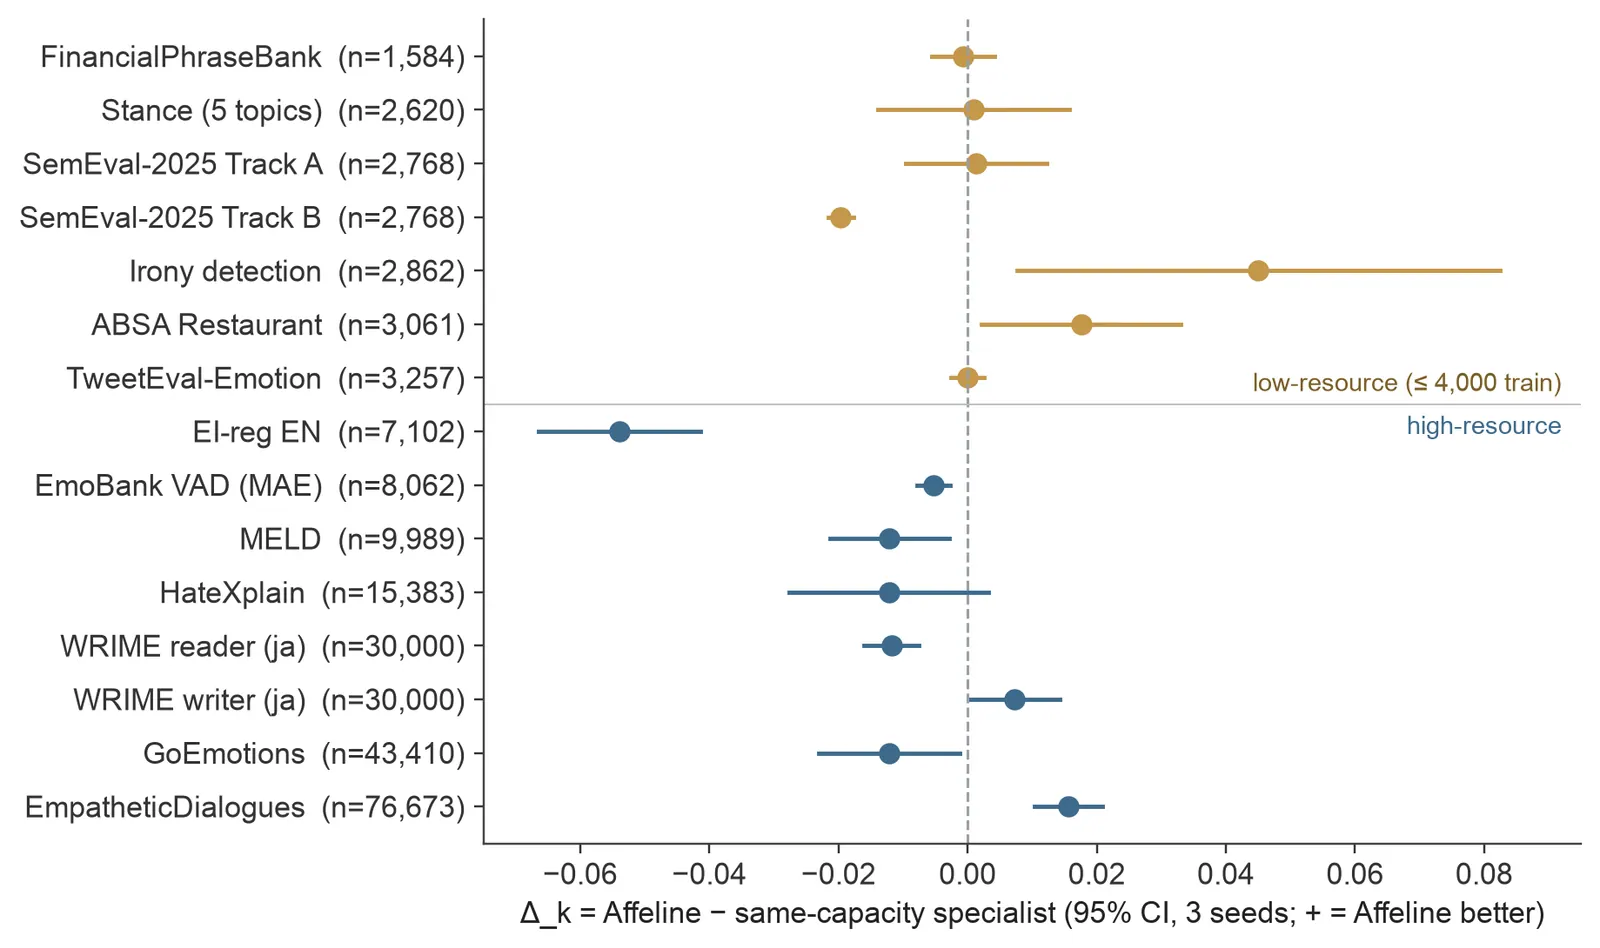 FinancialPhraseBank (n=1,584)
Stance (5 topics) (n=2,620)
SemEval-2025 Track A (n=2,768)
SemEval-2025 Track B (n=2,768)
Irony detection (n=2,862)
ABSA Restaurant (n=3,061)
TweetEval-Emotion (n=3,257)
low-resource (≤ 4,000 train)
high-resource
EI-reg EN (n=7,102)
EmoBank VAD (MAE) (n=8,062)
MELD (n=9,989)
HateXplain (n=15,383)
WRIME reader (ja) (n=30,000)
WRIME writer (ja) (n=30,000)
GoEmotions (n=43,410)
EmpatheticDialogues (n=76,673)
−0.06 −0.04 −0.02 0.00 0.02 0.04 0.06 0.08
Δ_k = Affeline − same-capacity specialist (95% CI, 3 seeds; + = Affeline better)